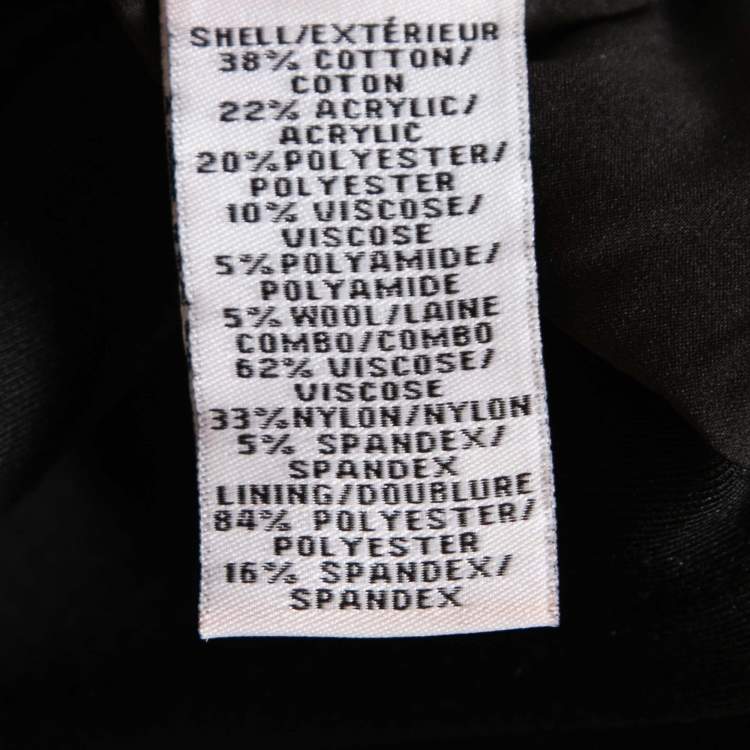 SHELL/EXTÉRIEUR
38% COTTON/
COTON
22% ACRYLIC/
ACRYLIC
20%POLYESTER/
POLYESTER
10% VISCOSE/
VISCOSE
5%POLYAMIDE/
POLYAMIDE
5% WOOL/LAINE
COMBO/COMBO
62% VISCOSE/
VISCOSE
33%NYLON/NYLON
5% SPANDEX/
SPANDEX
LINING/DOUBLURE
84% POLYESTER/
POLYESTER
16% SPANDEX/
SPANDEX